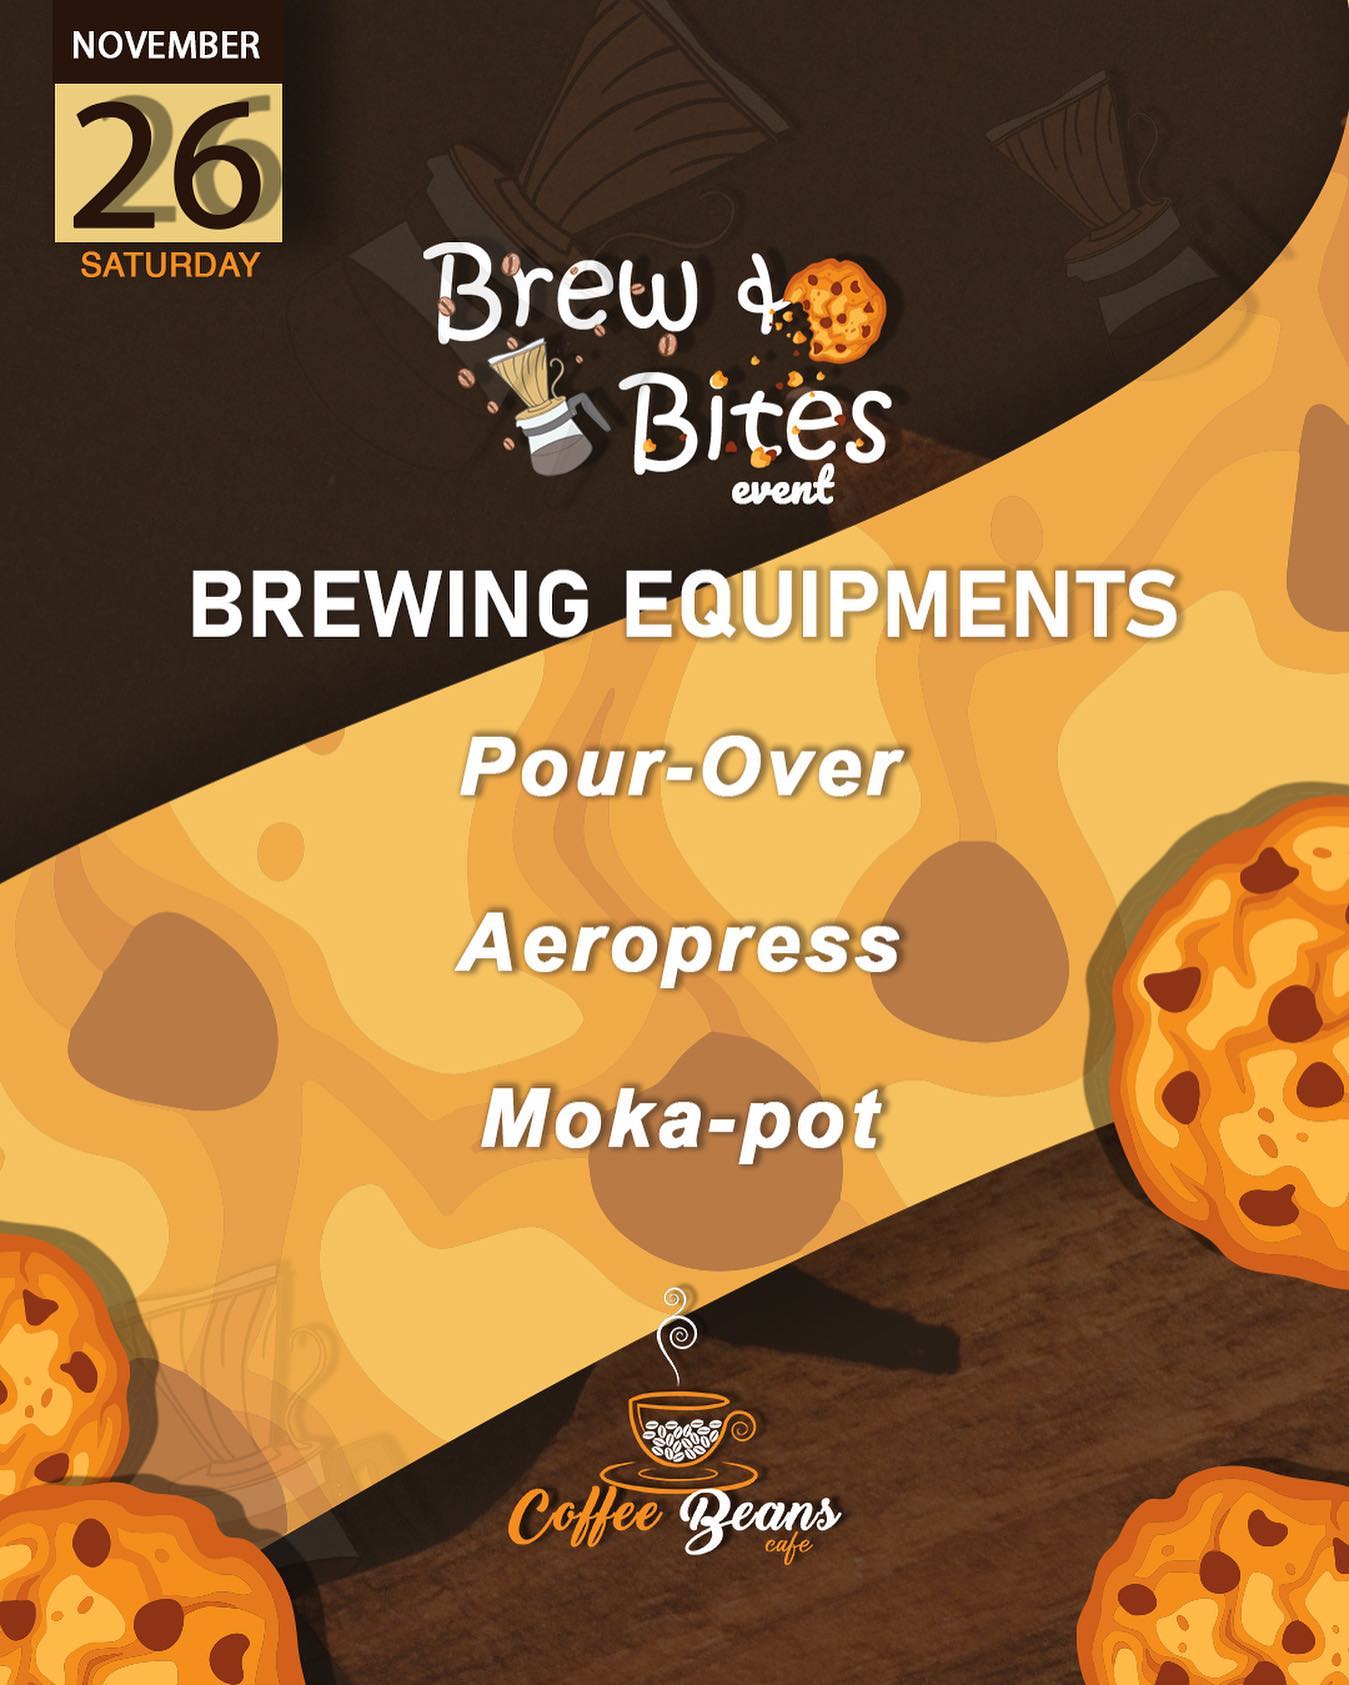 NOVEMBER
26
SATURDAY
Brew &
Bites
event
BREWING EQUIPMENTS
Pour-Over
Aeropress
Moka-pot
Coffee Beans
cafe